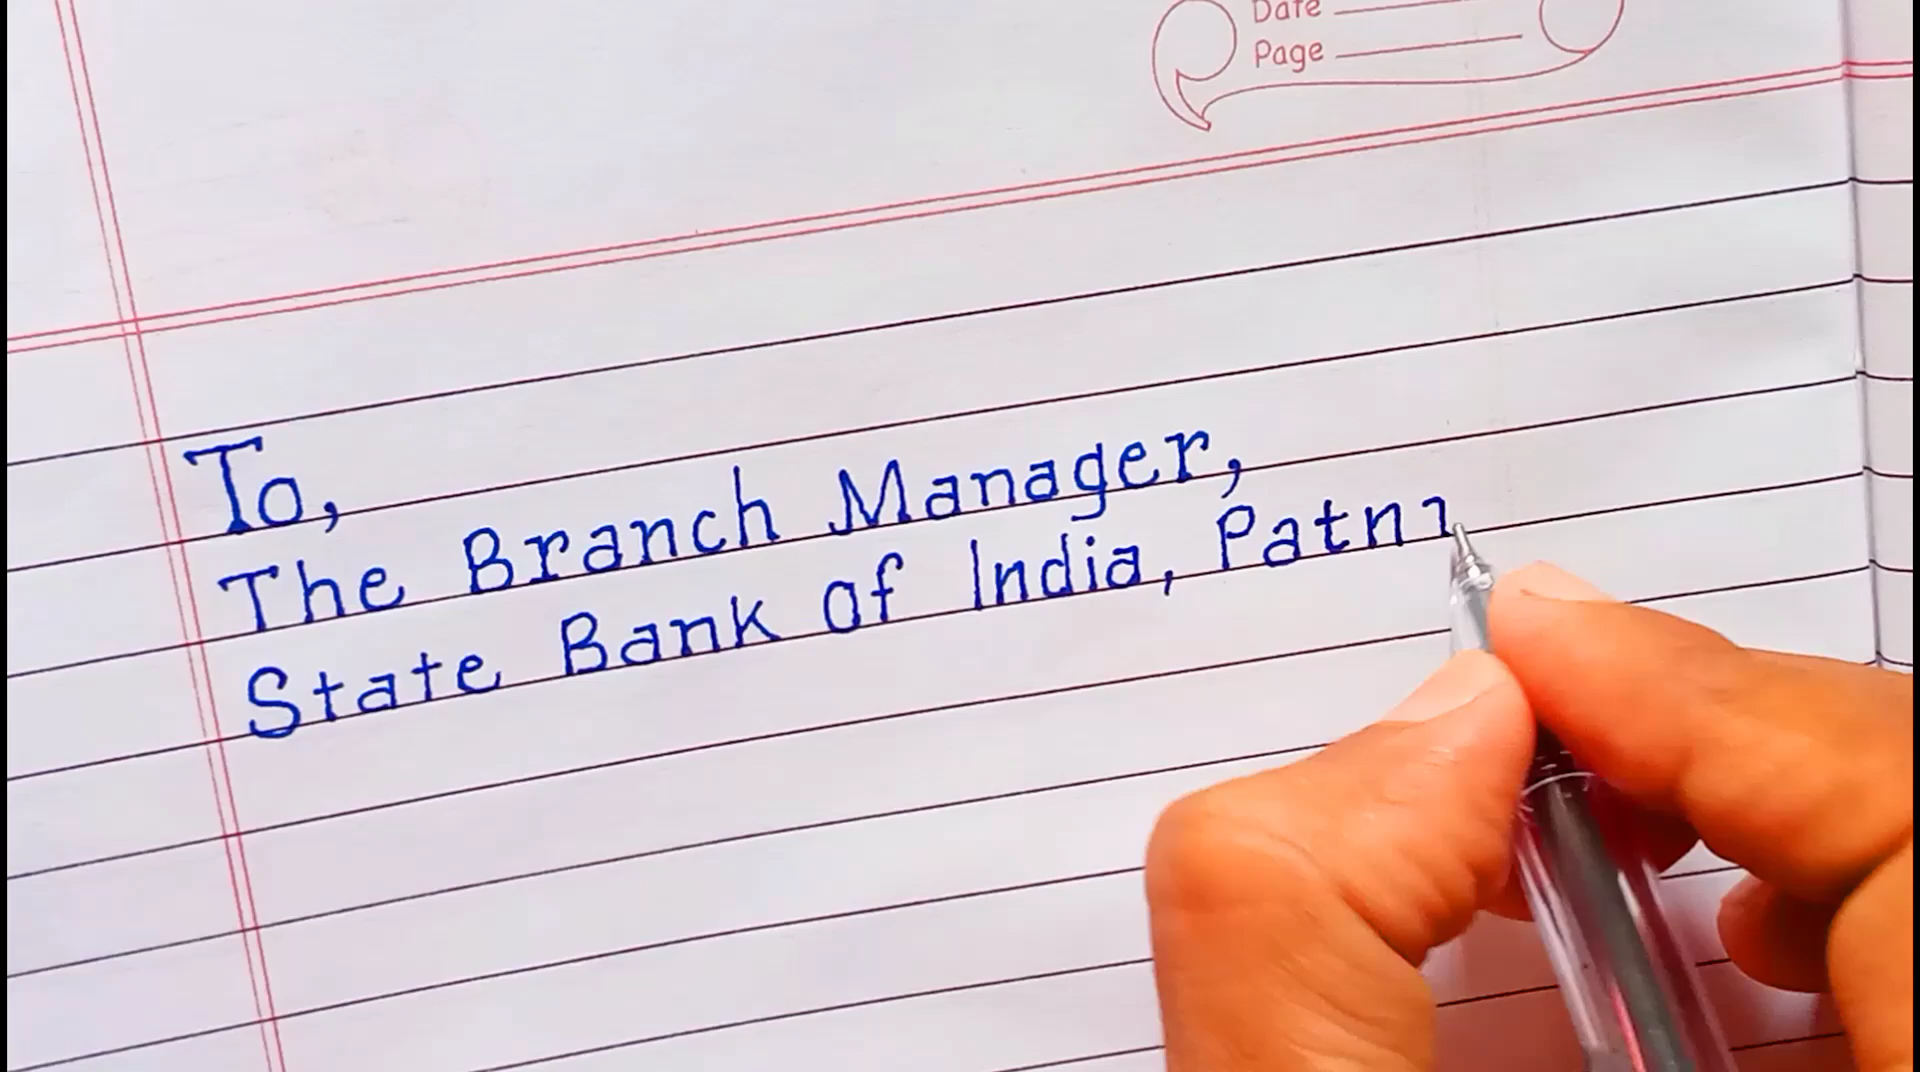 Date
Page
To,
The Branch Manager,
State Bank of India, Patn